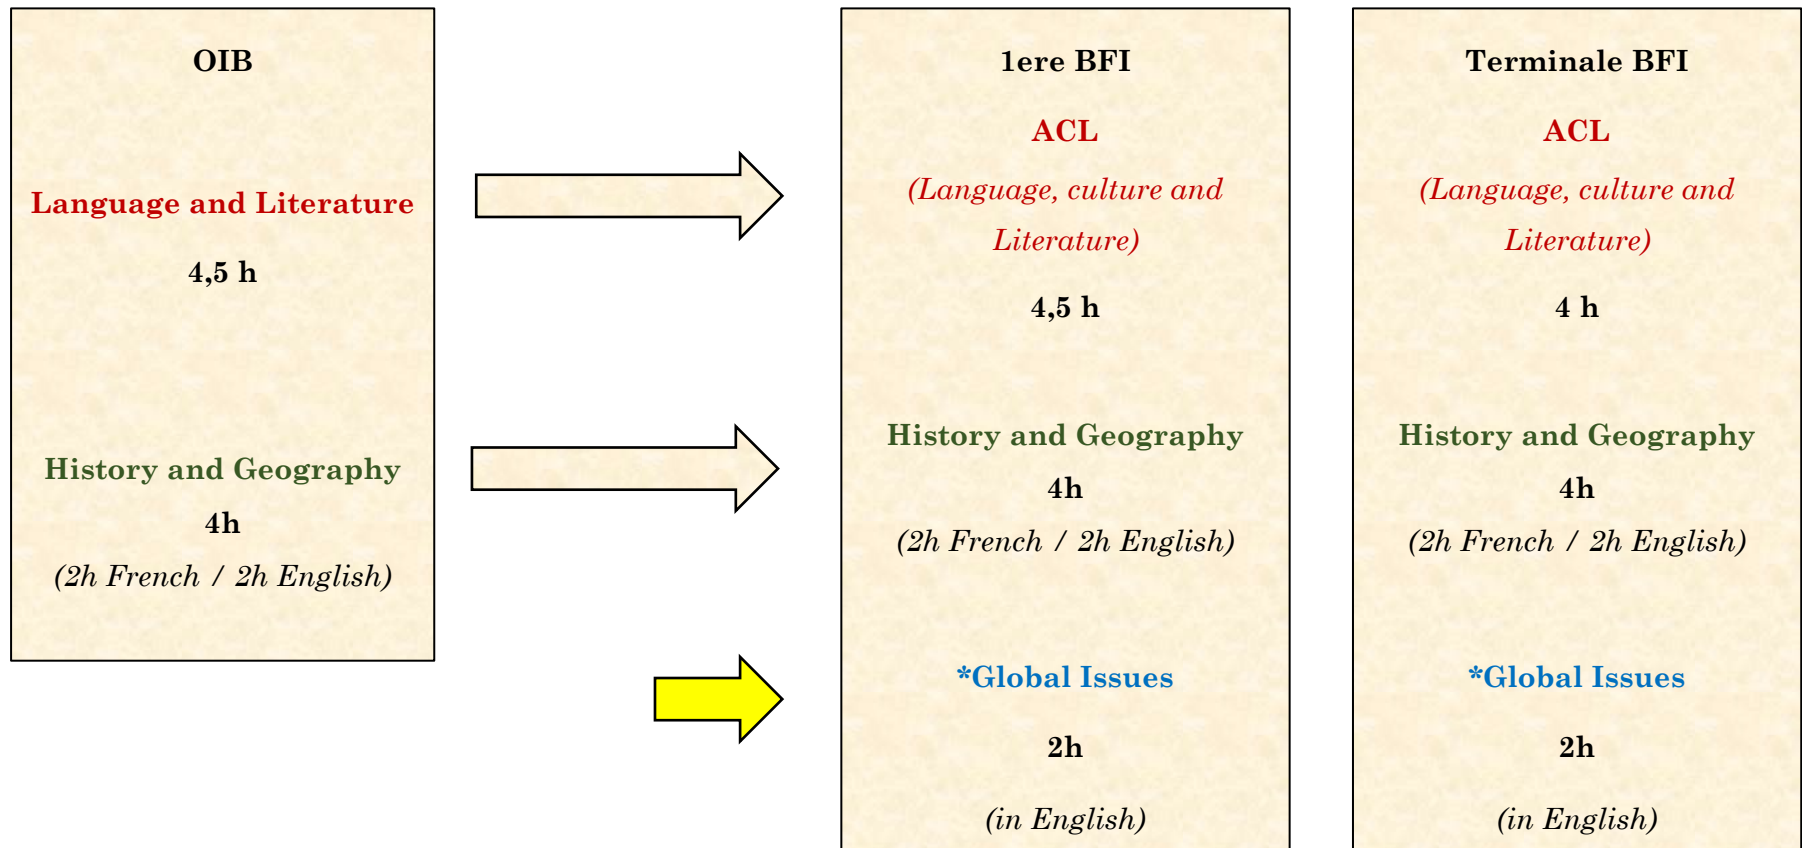 OIB
Language and Literature
4,5 h
History and Geography
4h
(2h French / 2h English)
1ere BFI
ACL
(Language, culture and
Literature)
4,5 h
History and Geography
4h
(2h French / 2h English)
*Global Issues
2h
(in English)
Terminale BFI
ACL
(Language, culture and
Literature)
4 h
History and Geography
4h
(2h French / 2h English)
*Global Issues
2h
(in English)